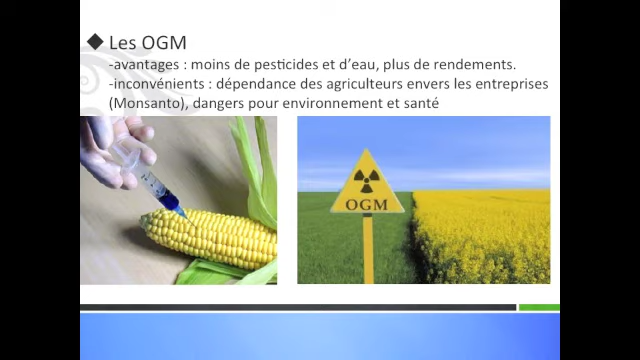 Les OGM
-avantages : moins de pesticides et d’eau, plus de rendements.
-inconvénients : dépendance des agriculteurs envers les entreprises
(Monsanto), dangers pour environnement et santé
OGM